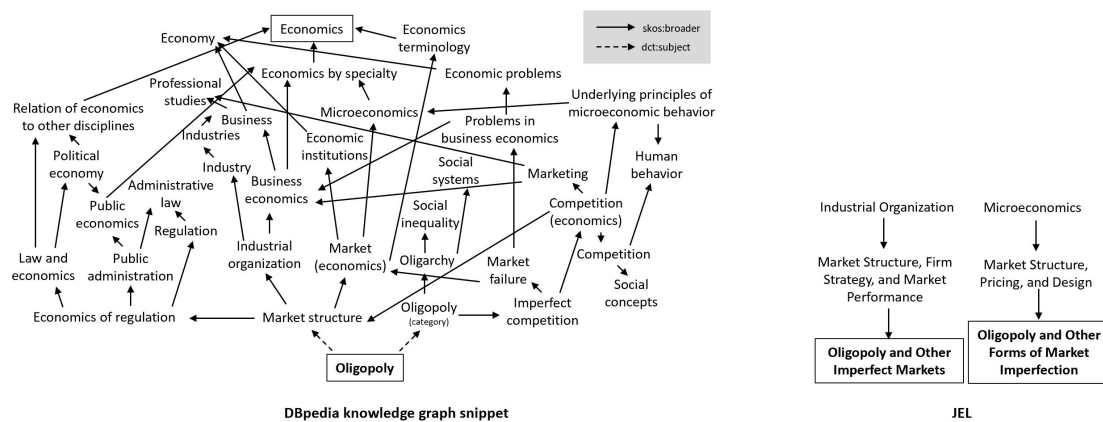 Economics
Economics
terminology
skos:broader
dct:subject
Economy
Economics by specialty
Economic problems
Professional
studies
Microeconomics
Underlying principles of
microeconomic behavior
Relation of economics
to other disciplines
Business
Problems in
business economics
Industries
Economic
institutions
Political
economy
Industry
Social
systems
Human
behavior
Marketing
Administrative
law
Business
economics
Public
economics
Social
inequality
Competition
(economics)
Regulation
Law and
economics
Public
administration
Industrial
organization
Market
(economics)
Oligarchy
Market
failure
Competition
Social
concepts
Economics of regulation
Market structure
Oligopoly
(category)
Imperfect
competition
Oligopoly
DBpedia knowledge graph snippet
Industrial Organization
Market Structure, Firm
Strategy, and Market
Performance
Oligopoly and Other
Imperfect Markets
Microeconomics
Market Structure,
Pricing, and Design
Oligopoly and Other
Forms of Market
Imperfection
JEL